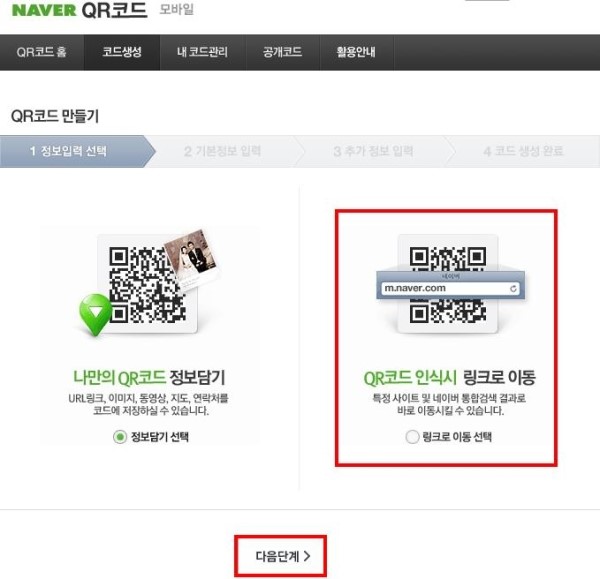 NAVER QR코드 모바일
QR코드 홈 코드생성 내 코드관리 공개코드 활용안내
QR코드 만들기
1 정보입력 선택 2 기본정보 입력 3 추가 정보 입력 4 코드 생성 완료
나만의 QR코드 정보담기
URL링크, 이미지, 동영상, 지도, 연락처를
코드에 저장하실 수 있습니다.
정보담기 선택
네이버
m.naver.com
QR코드 인식시 링크로 이동
특정 사이트 및 네이버 통합검색 결과로
바로 이동시킬 수 있습니다.
링크로 이동 선택
다음단계 >